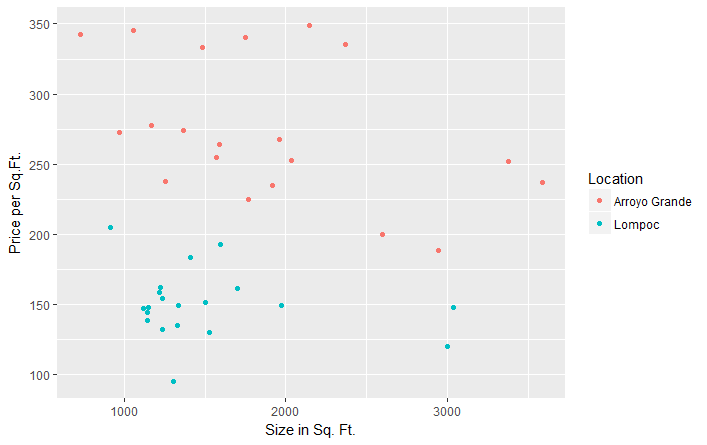 350
300
250
200
150
100
Price per Sq.Ft.
1000 2000 3000
Size in Sq. Ft.
Location
Arroyo Grande
Lompoc